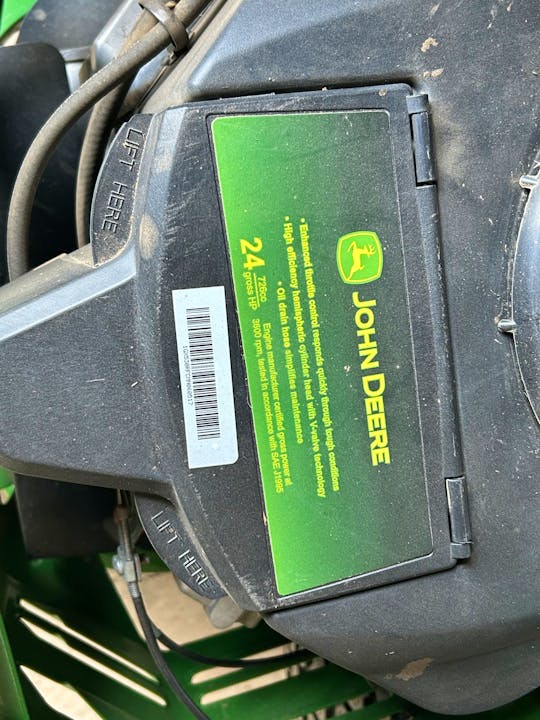 JOHN DEERE
• Enhanced throttle control responds quickly through tough conditions
• High efficiency hemispheric cylinder head with V-valve technology
• Oil drain hose simplifies maintenance
24
726cc
gross HP
Engine manufacturer certified gross power at
3600 rpm, tested in accordance with SAE J1995
LIFT HERE
LIFT HERE